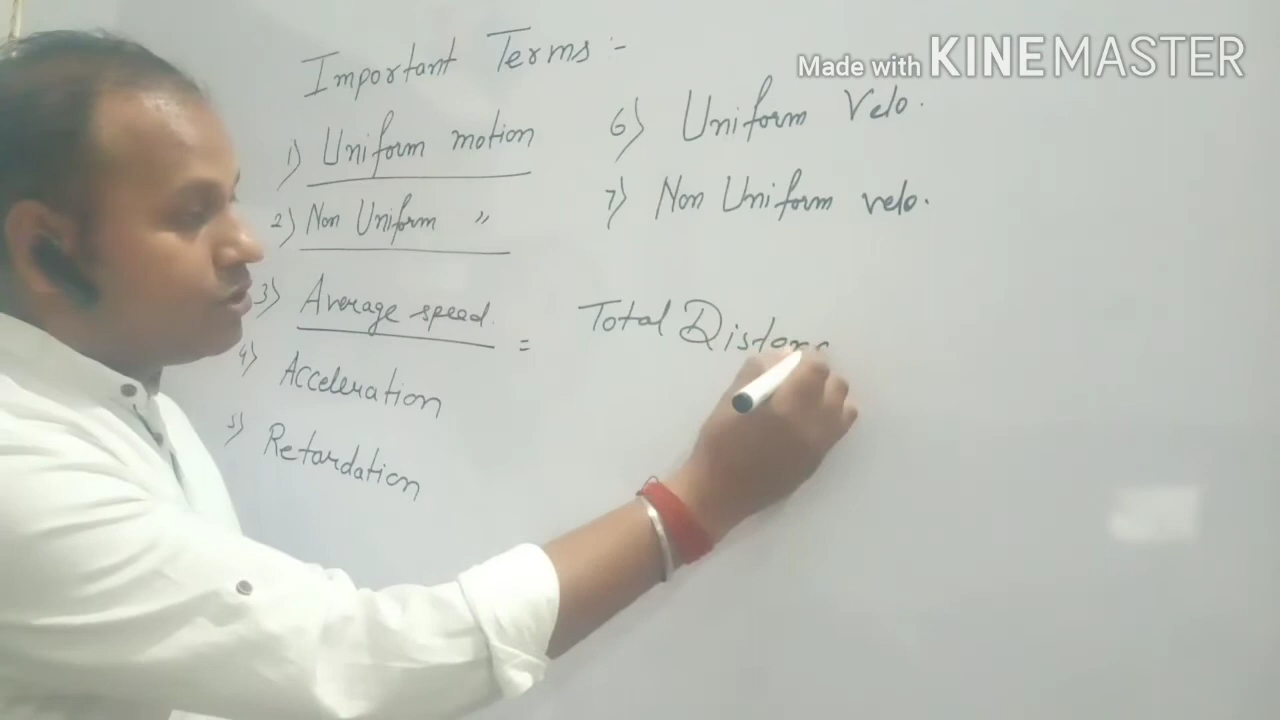 Important Terms :-
1) Uniform motion
2) Non Uniform "
3) Average speed. = Total Distan
4) Acceleration
5) Retardation
6) Uniform Velo.
7) Non Uniform velo.
Made with KINEMASTER